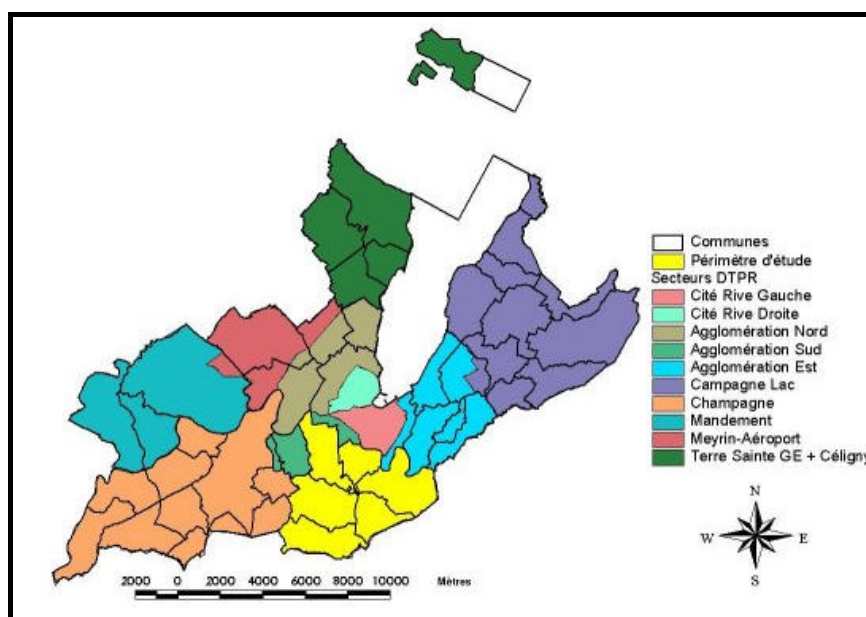 Communes
Périmètre d'étude
Secteurs DTPR
Cité Rive Gauche
Cité Rive Droite
Agglomération Nord
Agglomération Sud
Agglomération Est
Campagne Lac
Champagne
Mandement
Meyrin-Aéroport
Terre Sainte GE + Céligny
N
W E
S
2000 0 2000 4000 6000 8000 10000 Mètres